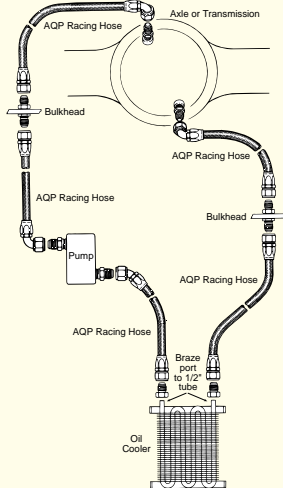 Axle or Transmission
AQP Racing Hose
Bulkhead
AQP Racing Hose
AQP Racing Hose
Bulkhead
Pump
AQP Racing Hose
AQP Racing Hose
Braze
port
to 1/2"
tube
Oil
Cooler